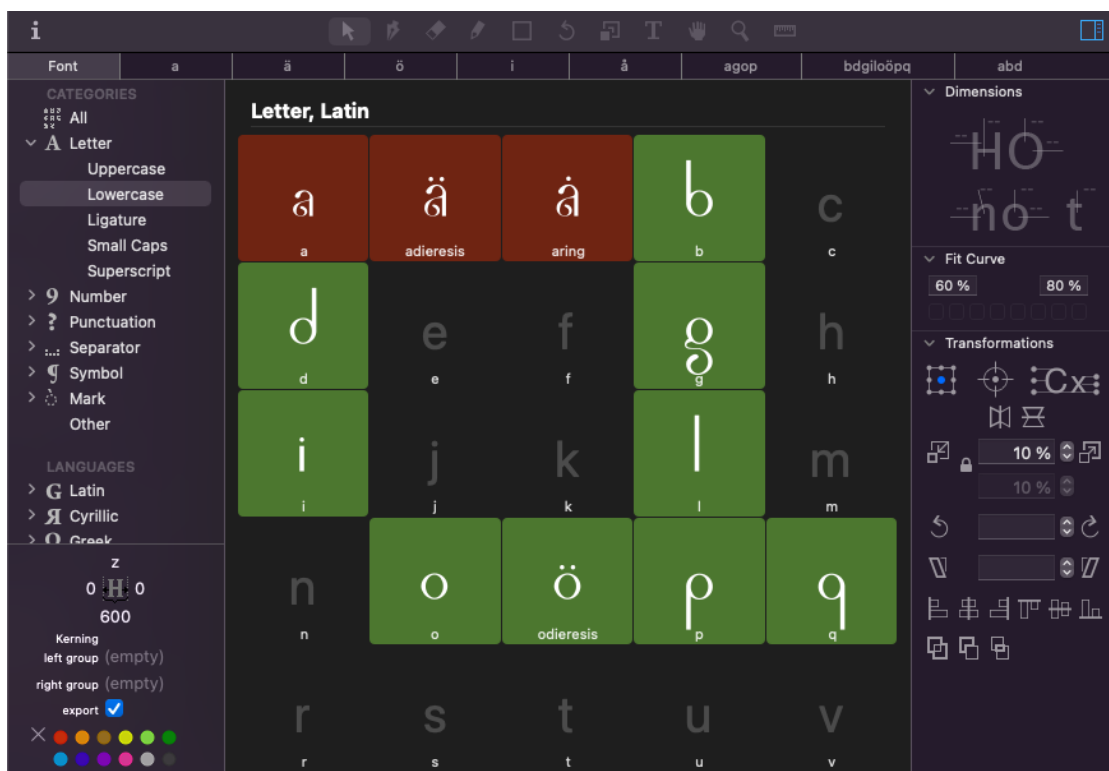 Font a ä ö i å agop bdgiloöpq abd
CATEGORIES
All
Letter
Uppercase
Lowercase
Ligature
Small Caps
Superscript
Number
Punctuation
Separator
Symbol
Mark
Other
LANGUAGES
Latin
Cyrillic
Greek
z
0 H 0
600
Kerning
left group (empty)
right group (empty)
export
Letter, Latin
a ä ȧ b c
a adieresis aring b c
d e f g h
d e f g h
i j k l m
i j k l m
n o ö p q
n o odieresis p q
r s t u v
r s t u v
Dimensions
HO
no t
Fit Curve
60 % 80 %
Transformations
Cx
10 %
10 %